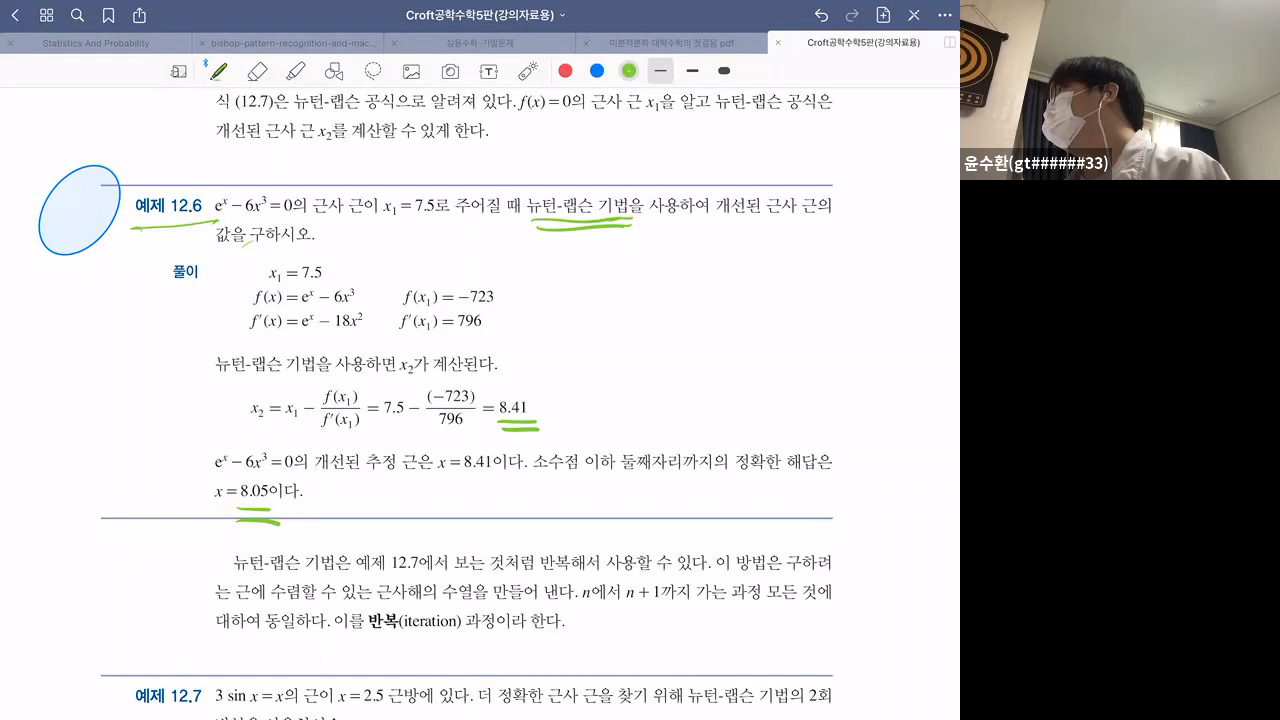 Croft공학수학5판(강의자료용)
Statistics And Probability
bishop-pattern-recognition-and-mac...
심용수학-기말문제
미분적분학 대학수학의 첫걸음.pdf
Croft공학수학5판(강의자료용)
윤수환(gt######33)
식 (12.7)은 뉴턴-랩슨 공식으로 알려져 있다. f(x) = 0의 근사 근 x₁을 알고 뉴턴-랩슨 공식은
개선된 근사 근 x₂를 계산할 수 있게 한다.
예제 12.6 eˣ − 6x³ = 0의 근사 근이 x₁ = 7.5로 주어질 때 뉴턴-랩슨 기법을 사용하여 개선된 근사 근의
값을 구하시오.
풀이 x₁ = 7.5
f(x) = eˣ − 6x³ f(x₁) = −723
f′(x) = eˣ − 18x² f′(x₁) = 796
뉴턴-랩슨 기법을 사용하면 x₂가 계산된다.
x₂ = x₁ − f(x₁)/f′(x₁) = 7.5 − (−723)/796 = 8.41
eˣ − 6x³ = 0의 개선된 추정 근은 x = 8.41이다. 소수점 이하 둘째자리까지의 정확한 해답은
x = 8.05이다.
뉴턴-랩슨 기법은 예제 12.7에서 보는 것처럼 반복해서 사용할 수 있다. 이 방법은 구하려
는 근에 수렴할 수 있는 근사해의 수열을 만들어 낸다. n에서 n + 1까지 가는 과정 모든 것에
대하여 동일하다. 이를 반복(iteration) 과정이라 한다.
예제 12.7 3 sin x = x의 근이 x = 2.5 근방에 있다. 더 정확한 근사 근을 찾기 위해 뉴턴-랩슨 기법의 2회